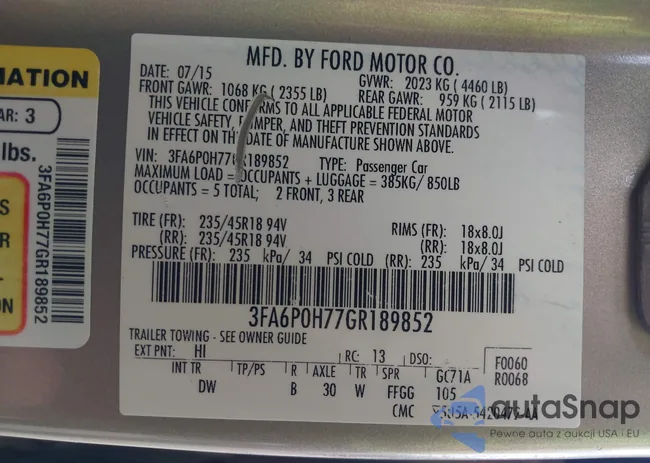 MATION
AR: 3
lbs.
S
R
ON
3FA6P0H77GR189852
MFD. BY FORD MOTOR CO.
DATE: 07/15 GVWR: 2023 KG ( 4460 LB)
FRONT GAWR: 1068 KG ( 2355 LB) REAR GAWR: 959 KG ( 2115 LB)
THIS VEHICLE CONFORMS TO ALL APPLICABLE FEDERAL MOTOR
VEHICLE SAFETY, BUMPER, AND THEFT PREVENTION STANDARDS
IN EFFECT ON THE DATE OF MANUFACTURE SHOWN ABOVE.
VIN: 3FA6P0H77GR189852 TYPE: Passenger Car
MAXIMUM LOAD = OCCUPANTS + LUGGAGE = 385KG/ 850LB
OCCUPANTS = 5 TOTAL; 2 FRONT, 3 REAR
TIRE (FR): 235/45R18 94V RIMS (FR): 18x8.0J
(RR): 235/45R18 94V (RR): 18x8.0J
PRESSURE (FR): 235 kPa/ 34 PSI COLD (RR): 235 kPa/ 34 PSI COLD
3FA6P0H77GR189852
TRAILER TOWING - SEE OWNER GUIDE
EXT PNT: HI RC: 13 DSO: F0060
R0068
INT TR TP/PS R AXLE TR SPR GC71A
DW B 30 W FFGG 105
CMC
autoSnap
Pewne auta z aukcji USA i EU